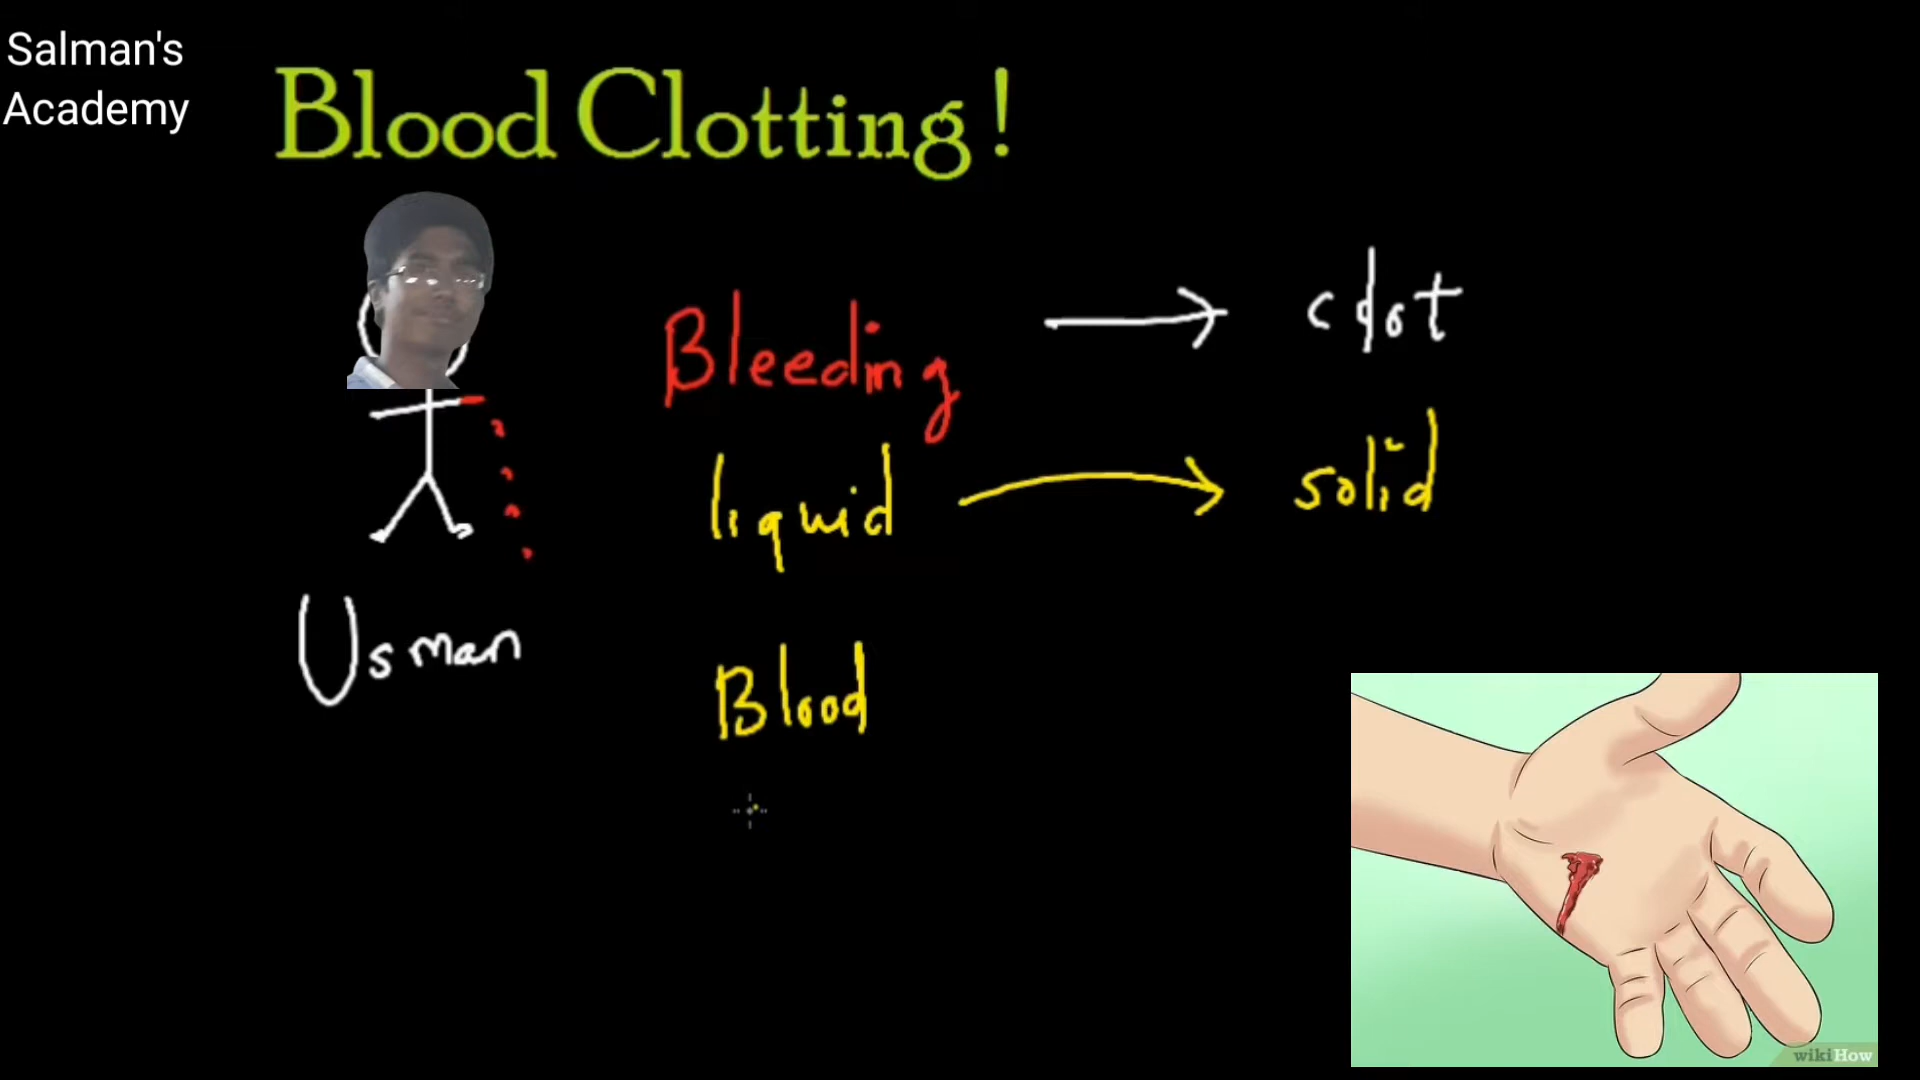 Salman's
Academy
Blood Clotting!
Bleeding → clot
liquid → solid
Usman
Blood
wikiHow